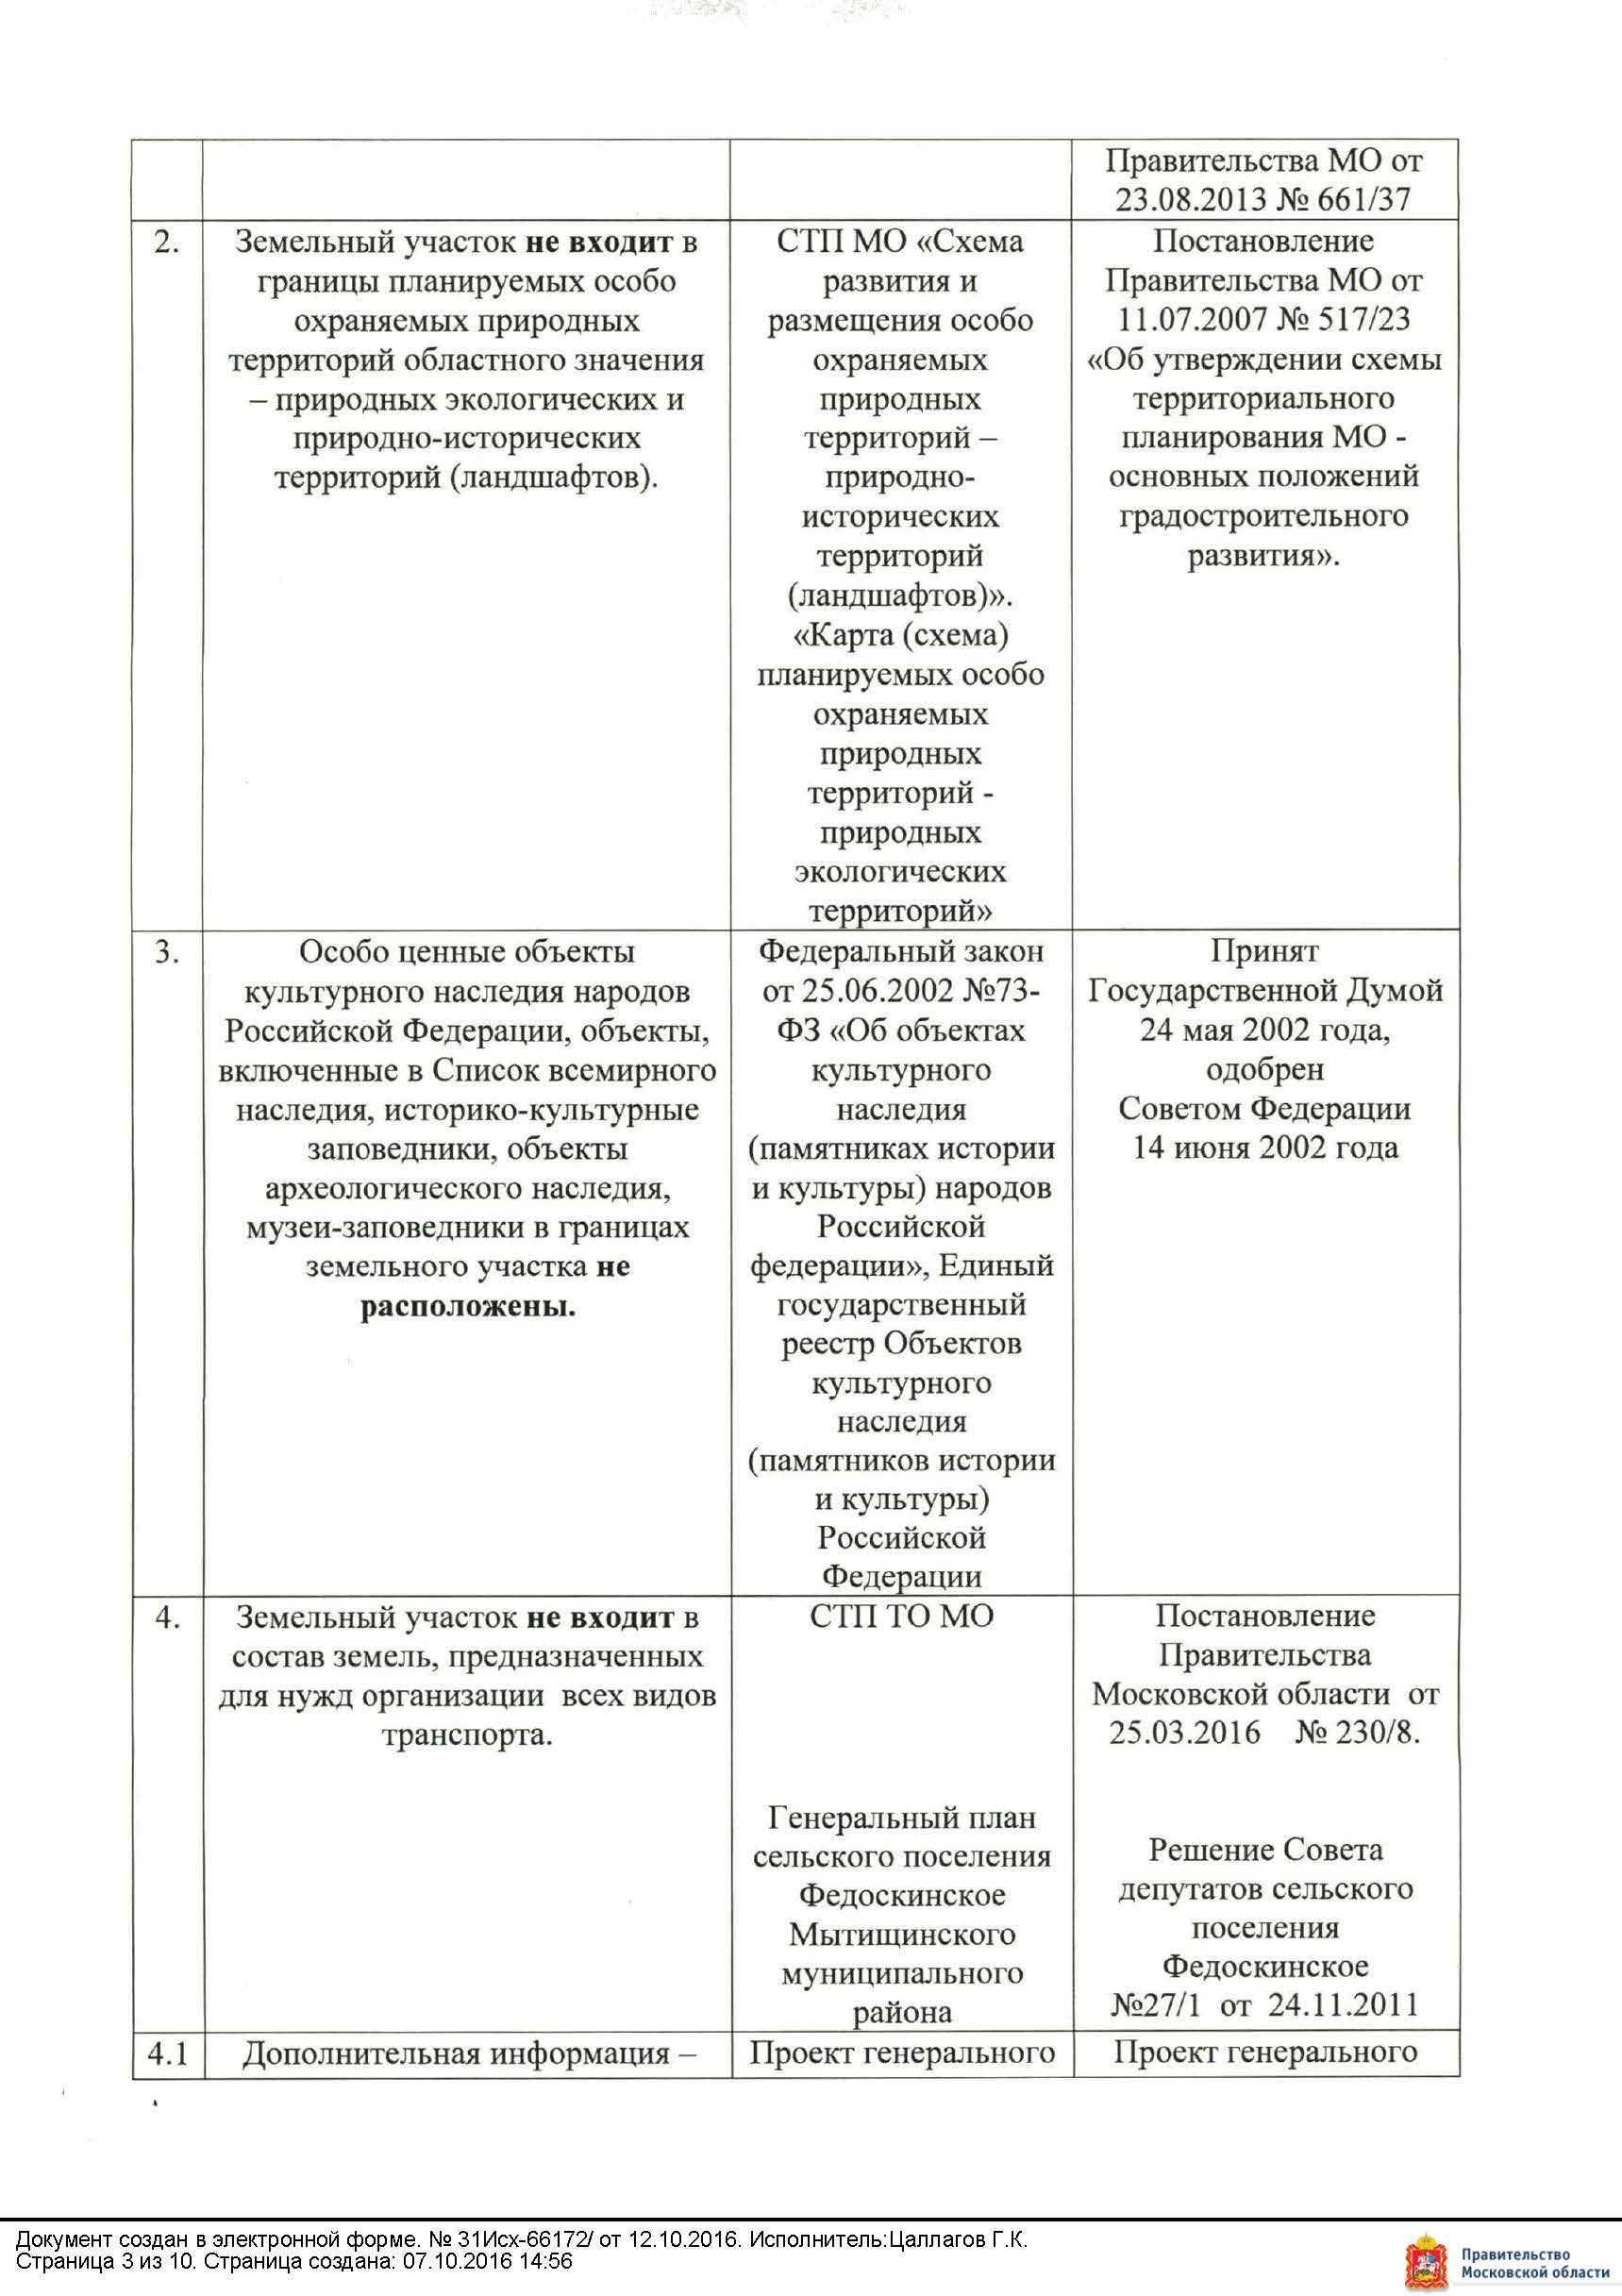 Правительства МО от
23.08.2013 № 661/37
2.
Земельный участок не входит в
границы планируемых особо
охраняемых природных
территорий областного значения
– природных экологических и
природно-исторических
территорий (ландшафтов).
СТП МО «Схема
развития и
размещения особо
охраняемых
природных
территорий –
природно-
исторических
территорий
(ландшафтов)».
«Карта (схема)
планируемых особо
охраняемых
природных
территорий -
природных
экологических
территорий»
Постановление
Правительства МО от
11.07.2007 № 517/23
«Об утверждении схемы
территориального
планирования МО -
основных положений
градостроительного
развития».
3.
Особо ценные объекты
культурного наследия народов
Российской Федерации, объекты,
включенные в Список всемирного
наследия, историко-культурные
заповедники, объекты
археологического наследия,
музеи-заповедники в границах
земельного участка не
расположены.
Федеральный закон
от 25.06.2002 №73-
ФЗ «Об объектах
культурного
наследия
(памятниках истории
и культуры) народов
Российской
федерации», Единый
государственный
реестр Объектов
культурного
наследия
(памятников истории
и культуры)
Российской
Федерации
Принят
Государственной Думой
24 мая 2002 года,
одобрен
Советом Федерации
14 июня 2002 года
4.
Земельный участок не входит в
состав земель, предназначенных
для нужд организации всех видов
транспорта.
СТП ТО МО
Генеральный план
сельского поселения
Федоскинское
Мытищинского
муниципального
района
Постановление
Правительства
Московской области от
25.03.2016 № 230/8.
Решение Совета
депутатов сельского
поселения
Федоскинское
№27/1 от 24.11.2011
4.1
Дополнительная информация –
Проект генерального
Проект генерального
Документ создан в электронной форме. № 31Исх-66172/ от 12.10.2016. Исполнитель:Цаллагов Г.К.
Страница 3 из 10. Страница создана: 07.10.2016 14:56
Правительство
Московской области